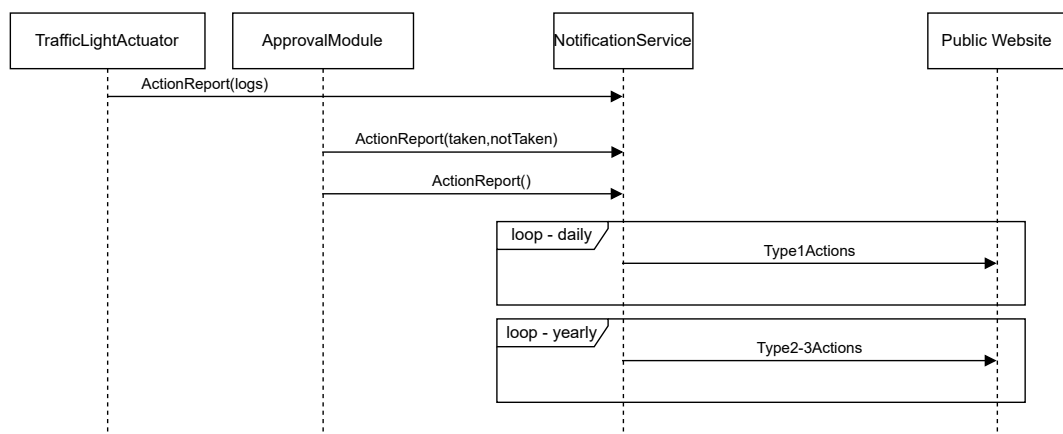 TrafficLightActuator
ApprovalModule
NotificationService
Public Website
ActionReport(logs)
ActionReport(taken,notTaken)
ActionReport()
loop - daily
Type1Actions
loop - yearly
Type2-3Actions